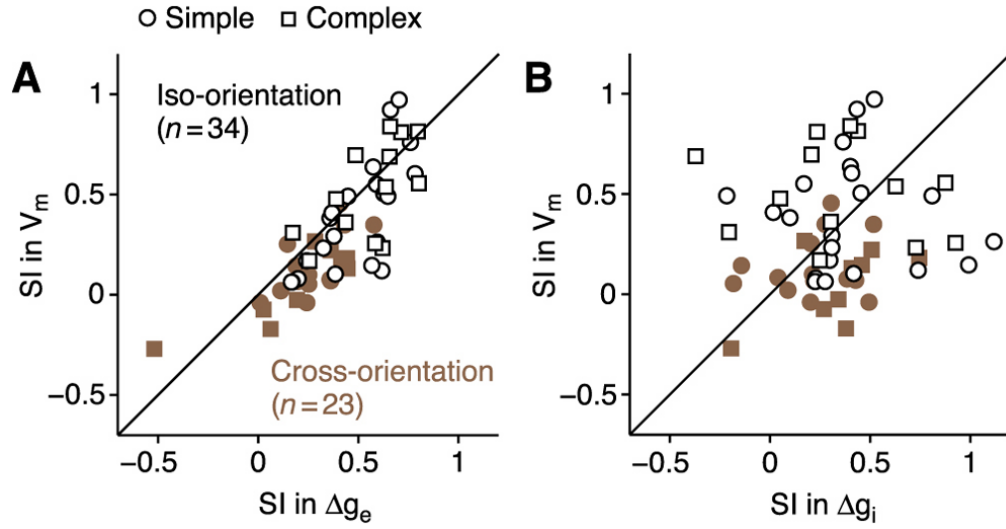 Simple Complex
A
Iso-orientation
(n=34)
Cross-orientation
(n=23)
SI in Vm
1
0.5
0
−0.5
−0.5 0 0.5 1
SI in Δge
B
SI in Vm
1
0.5
0
−0.5
−0.5 0 0.5 1
SI in Δgi